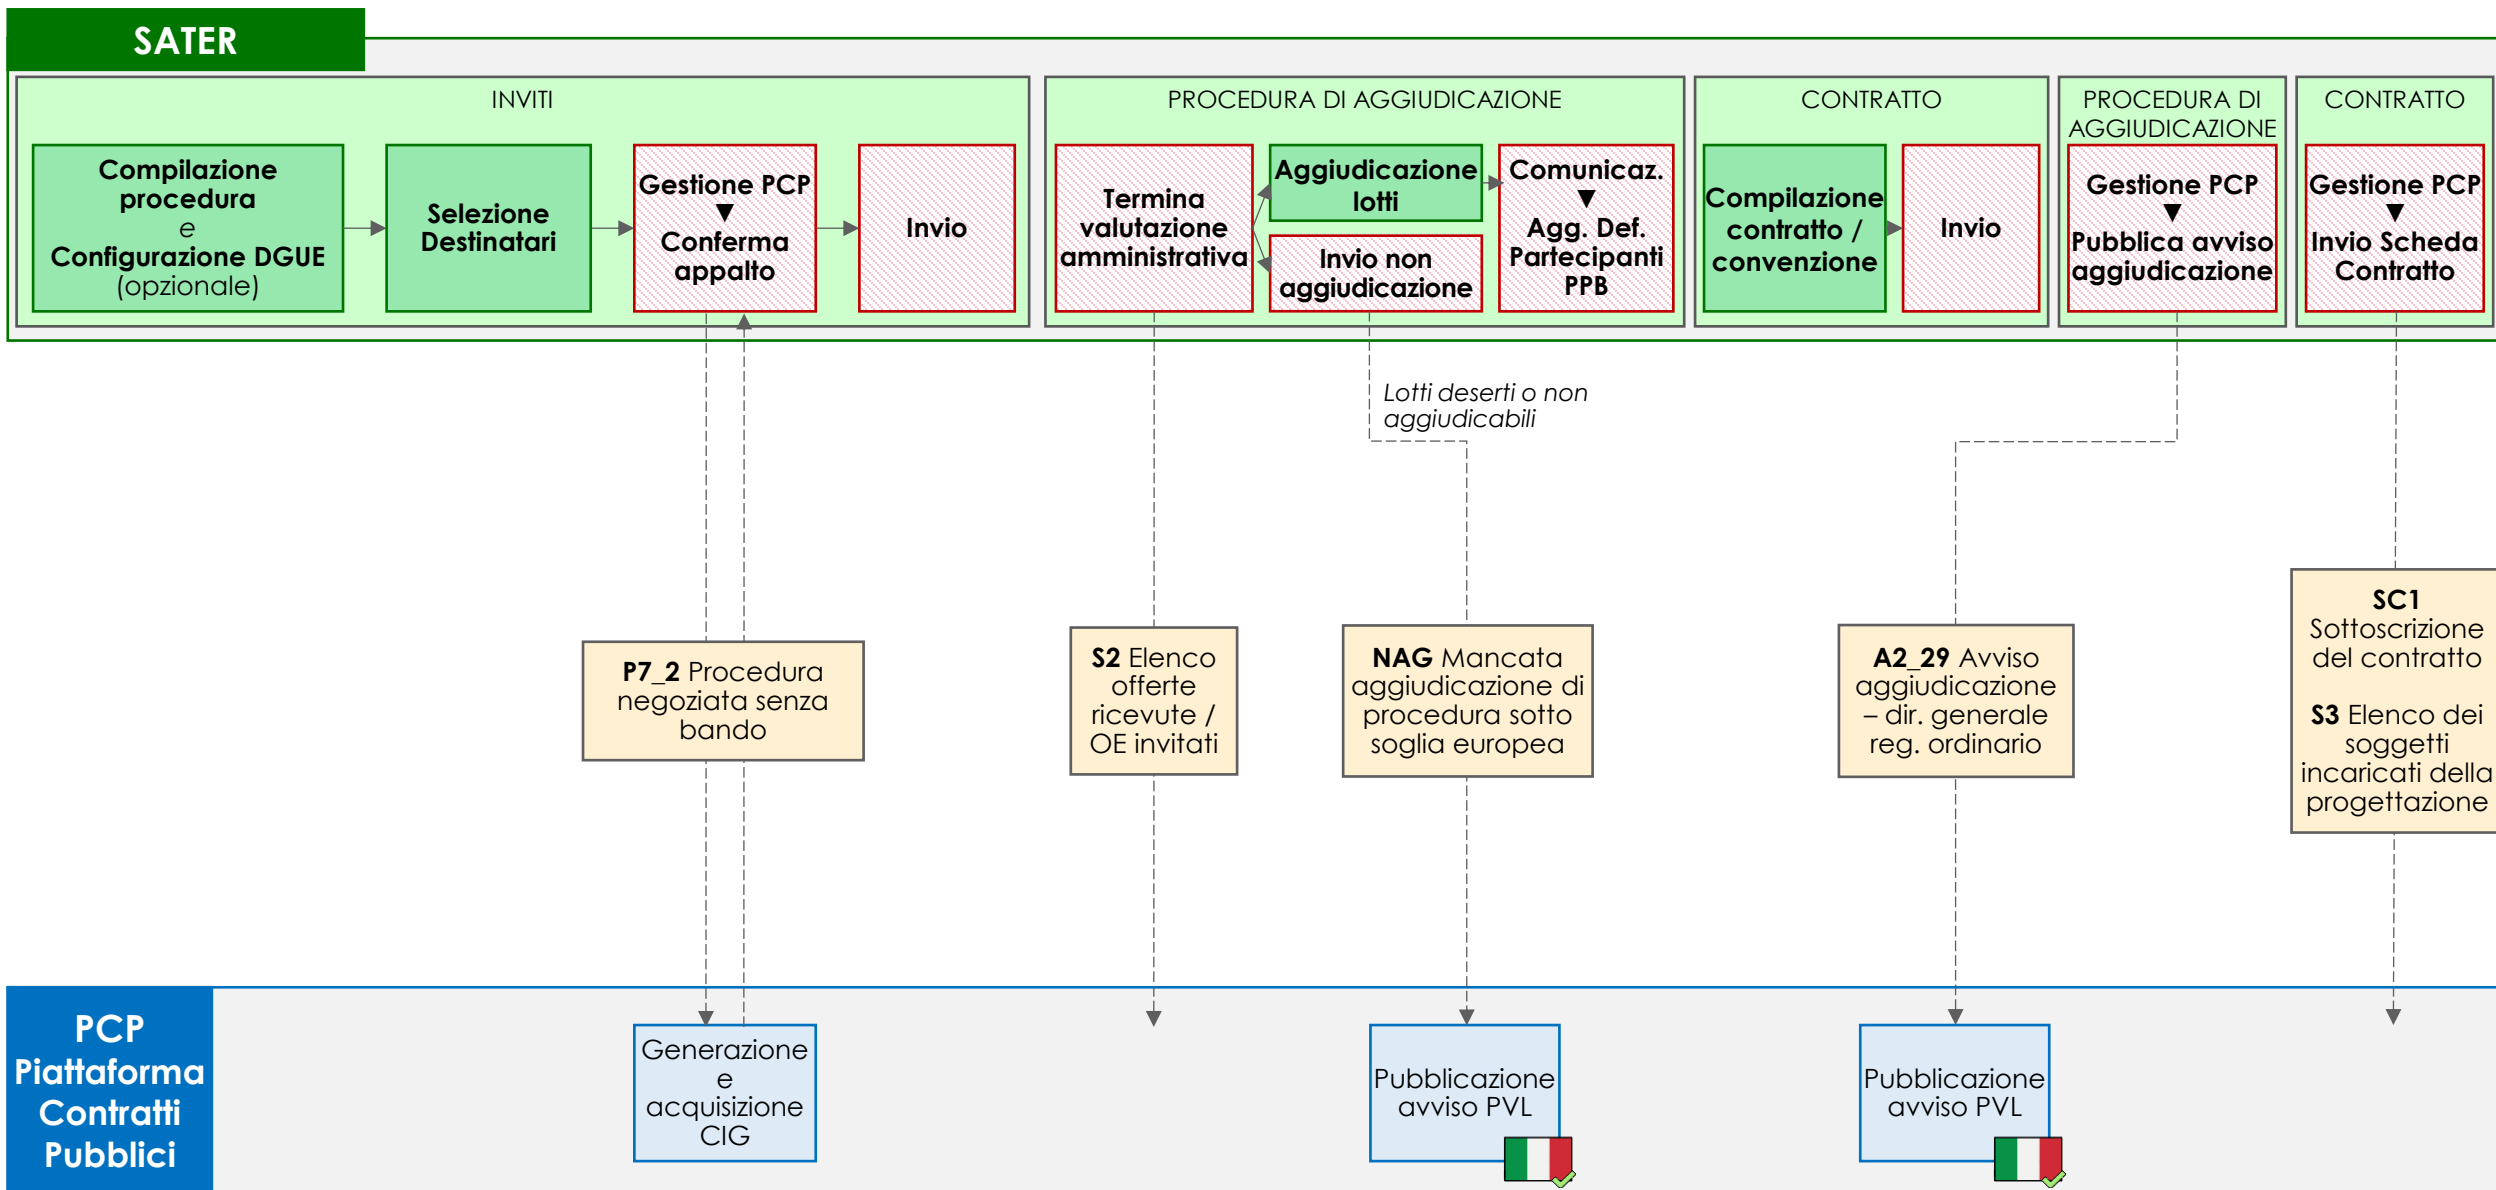 SATER
INVITI
Compilazione
procedura
e
Configurazione DGUE
(opzionale)
Selezione
Destinatari
Gestione PCP
▼
Conferma
appalto
Invio
PROCEDURA DI AGGIUDICAZIONE
Termina
valutazione
amministrativa
Aggiudicazione
lotti
Invio non
aggiudicazione
Comunicaz.
▼
Agg. Def.
Partecipanti
PPB
CONTRATTO
Compilazione
contratto /
convenzione
Invio
PROCEDURA DI
AGGIUDICAZIONE
Gestione PCP
▼
Pubblica avviso
aggiudicazione
CONTRATTO
Gestione PCP
▼
Invio Scheda
Contratto
Lotti deserti o non
aggiudicabili
P7_2 Procedura
negoziata senza
bando
S2 Elenco
offerte
ricevute /
OE invitati
NAG Mancata
aggiudicazione di
procedura sotto
soglia europea
A2_29 Avviso
aggiudicazione
– dir. generale
reg. ordinario
SC1
Sottoscrizione
del contratto
S3 Elenco dei
soggetti
incaricati della
progettazione
PCP
Piattaforma
Contratti
Pubblici
Generazione
e
acquisizione
CIG
Pubblicazione
avviso PVL
Pubblicazione
avviso PVL